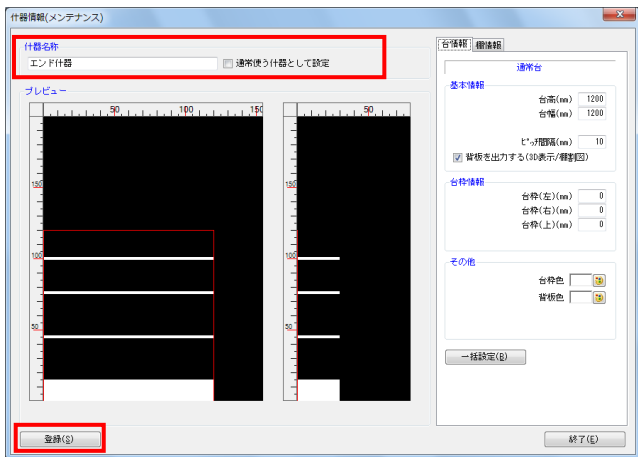 什器情報(メンテナンス)
什器名称
エンド什器
通常使う什器として設定
プレビュー
50 100 150
50
150
100
50
150
100
50
登録(S)
台情報 棚情報
通常台
基本情報
台高(mm) 1200
台幅(mm) 1200
ピッチ間隔(mm) 10
背板を出力する(3D表示/棚割図)
台枠情報
台枠(左)(mm) 0
台枠(右)(mm) 0
台枠(上)(mm) 0
その他
台枠色
背板色
一括設定(B)
終了(E)